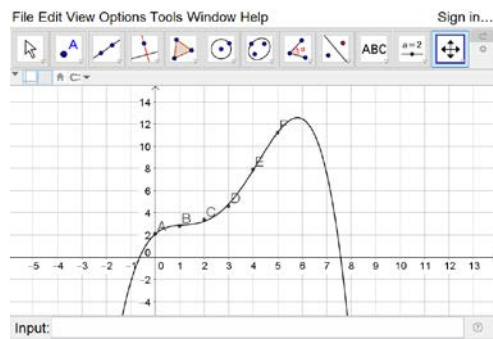 File Edit View Options Tools Window Help Sign in...
A ABC a=2
C:
14
12
10 F
8 E
6
4 A B C D
2
0
-5 -4 -3 -2 -1 0 1 2 3 4 5 6 7 8 9 10 11 12 13
-2
-4
Input: